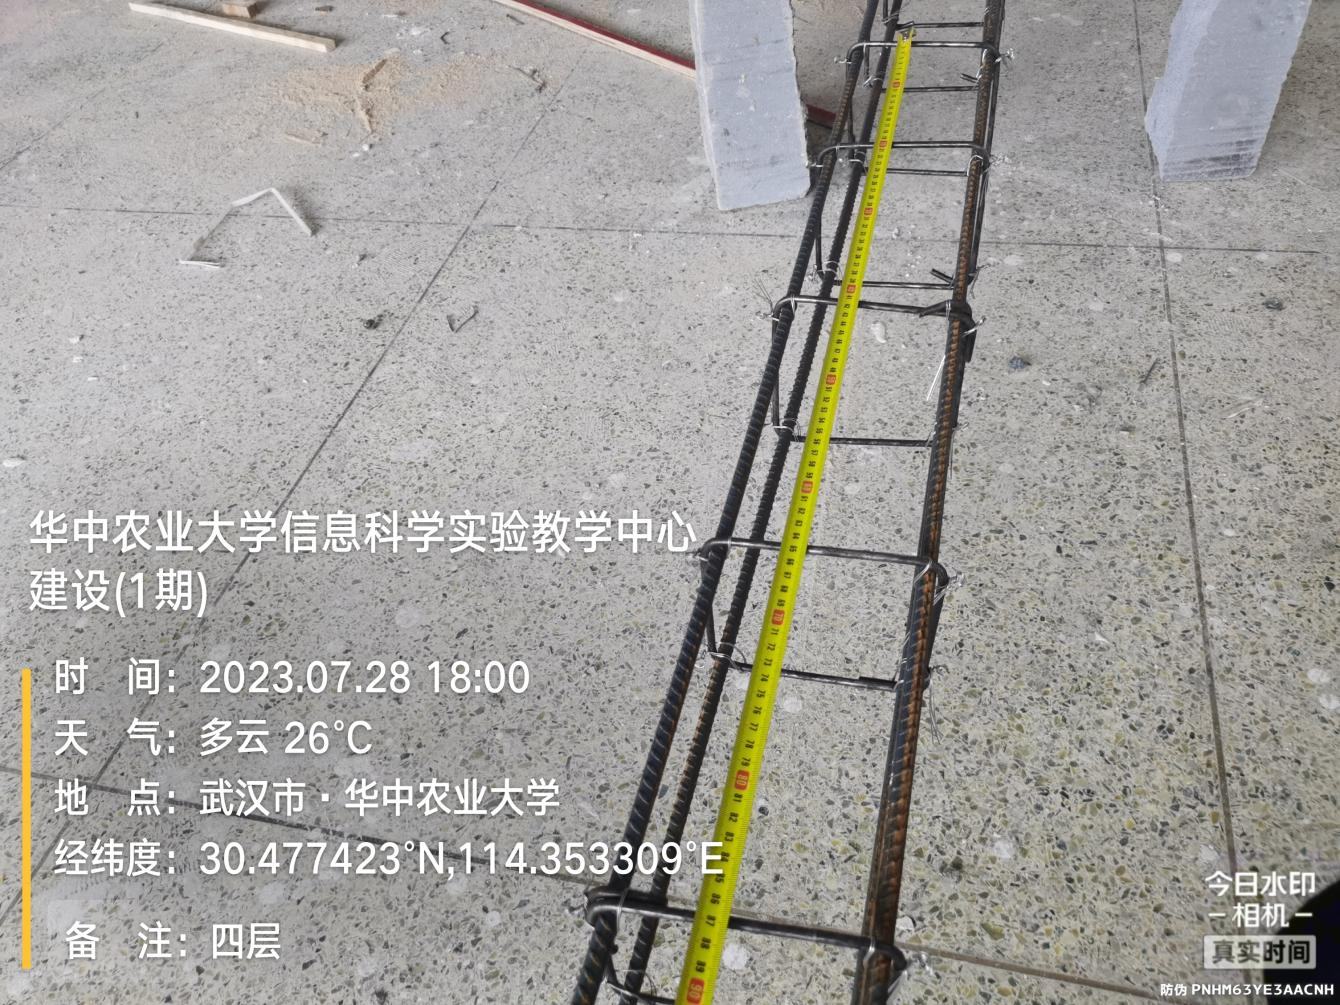 华中农业大学信息科学实验教学中心
建设(1期)
时 间：2023.07.28 18:00
天 气：多云 26°C
地 点：武汉市·华中农业大学
经纬度：30.477423°N,114.353309°E
备 注：四层
今日水印
相机
真实时间
防伪 PNHM63YE3AACNH